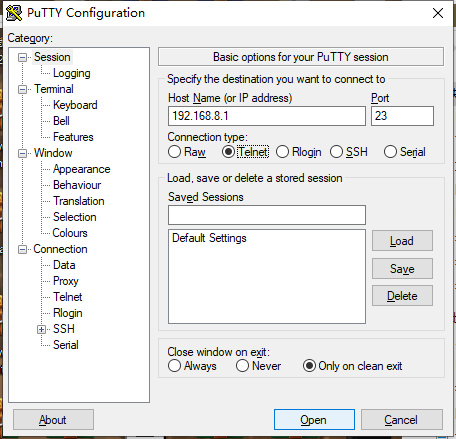 PuTTY Configuration
Category:
Session
Logging
Terminal
Keyboard
Bell
Features
Window
Appearance
Behaviour
Translation
Selection
Colours
Connection
Data
Proxy
Telnet
Rlogin
SSH
Serial
Basic options for your PuTTY session
Specify the destination you want to connect to
Host Name (or IP address) Port
192.168.8.1 23
Connection type:
Raw Telnet Rlogin SSH Serial
Load, save or delete a stored session
Saved Sessions
Default Settings
Load
Save
Delete
Close window on exit:
Always Never Only on clean exit
About Open Cancel